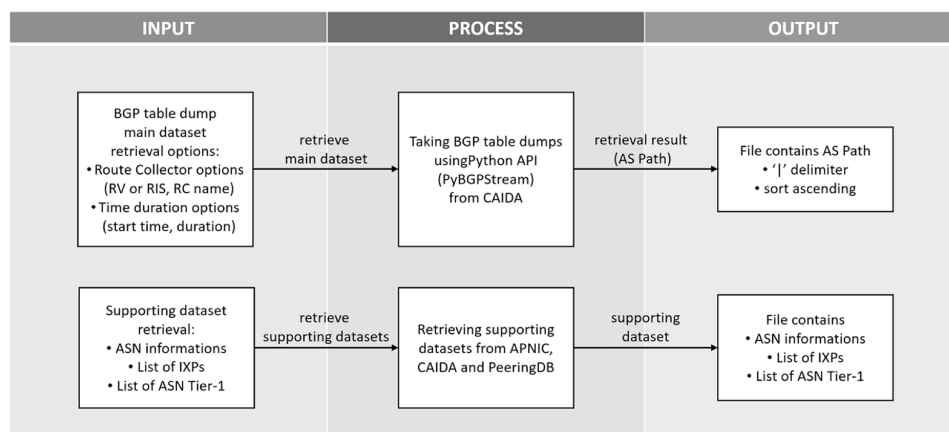 INPUT
PROCESS
OUTPUT
BGP table dump
main dataset
retrieval options:
• Route Collector options
(RV or RIS, RC name)
• Time duration options
(start time, duration)
retrieve
main dataset
Taking BGP table dumps
usingPython API
(PyBGPStream)
from CAIDA
retrieval result
(AS Path)
File contains AS Path
• '|' delimiter
• sort ascending
Supporting dataset
retrieval:
• ASN informations
• List of IXPs
• List of ASN Tier-1
retrieve
supporting datasets
Retrieving supporting
datasets from APNIC,
CAIDA and PeeringDB
supporting
dataset
File contains
• ASN informations
• List of IXPs
• List of ASN Tier-1